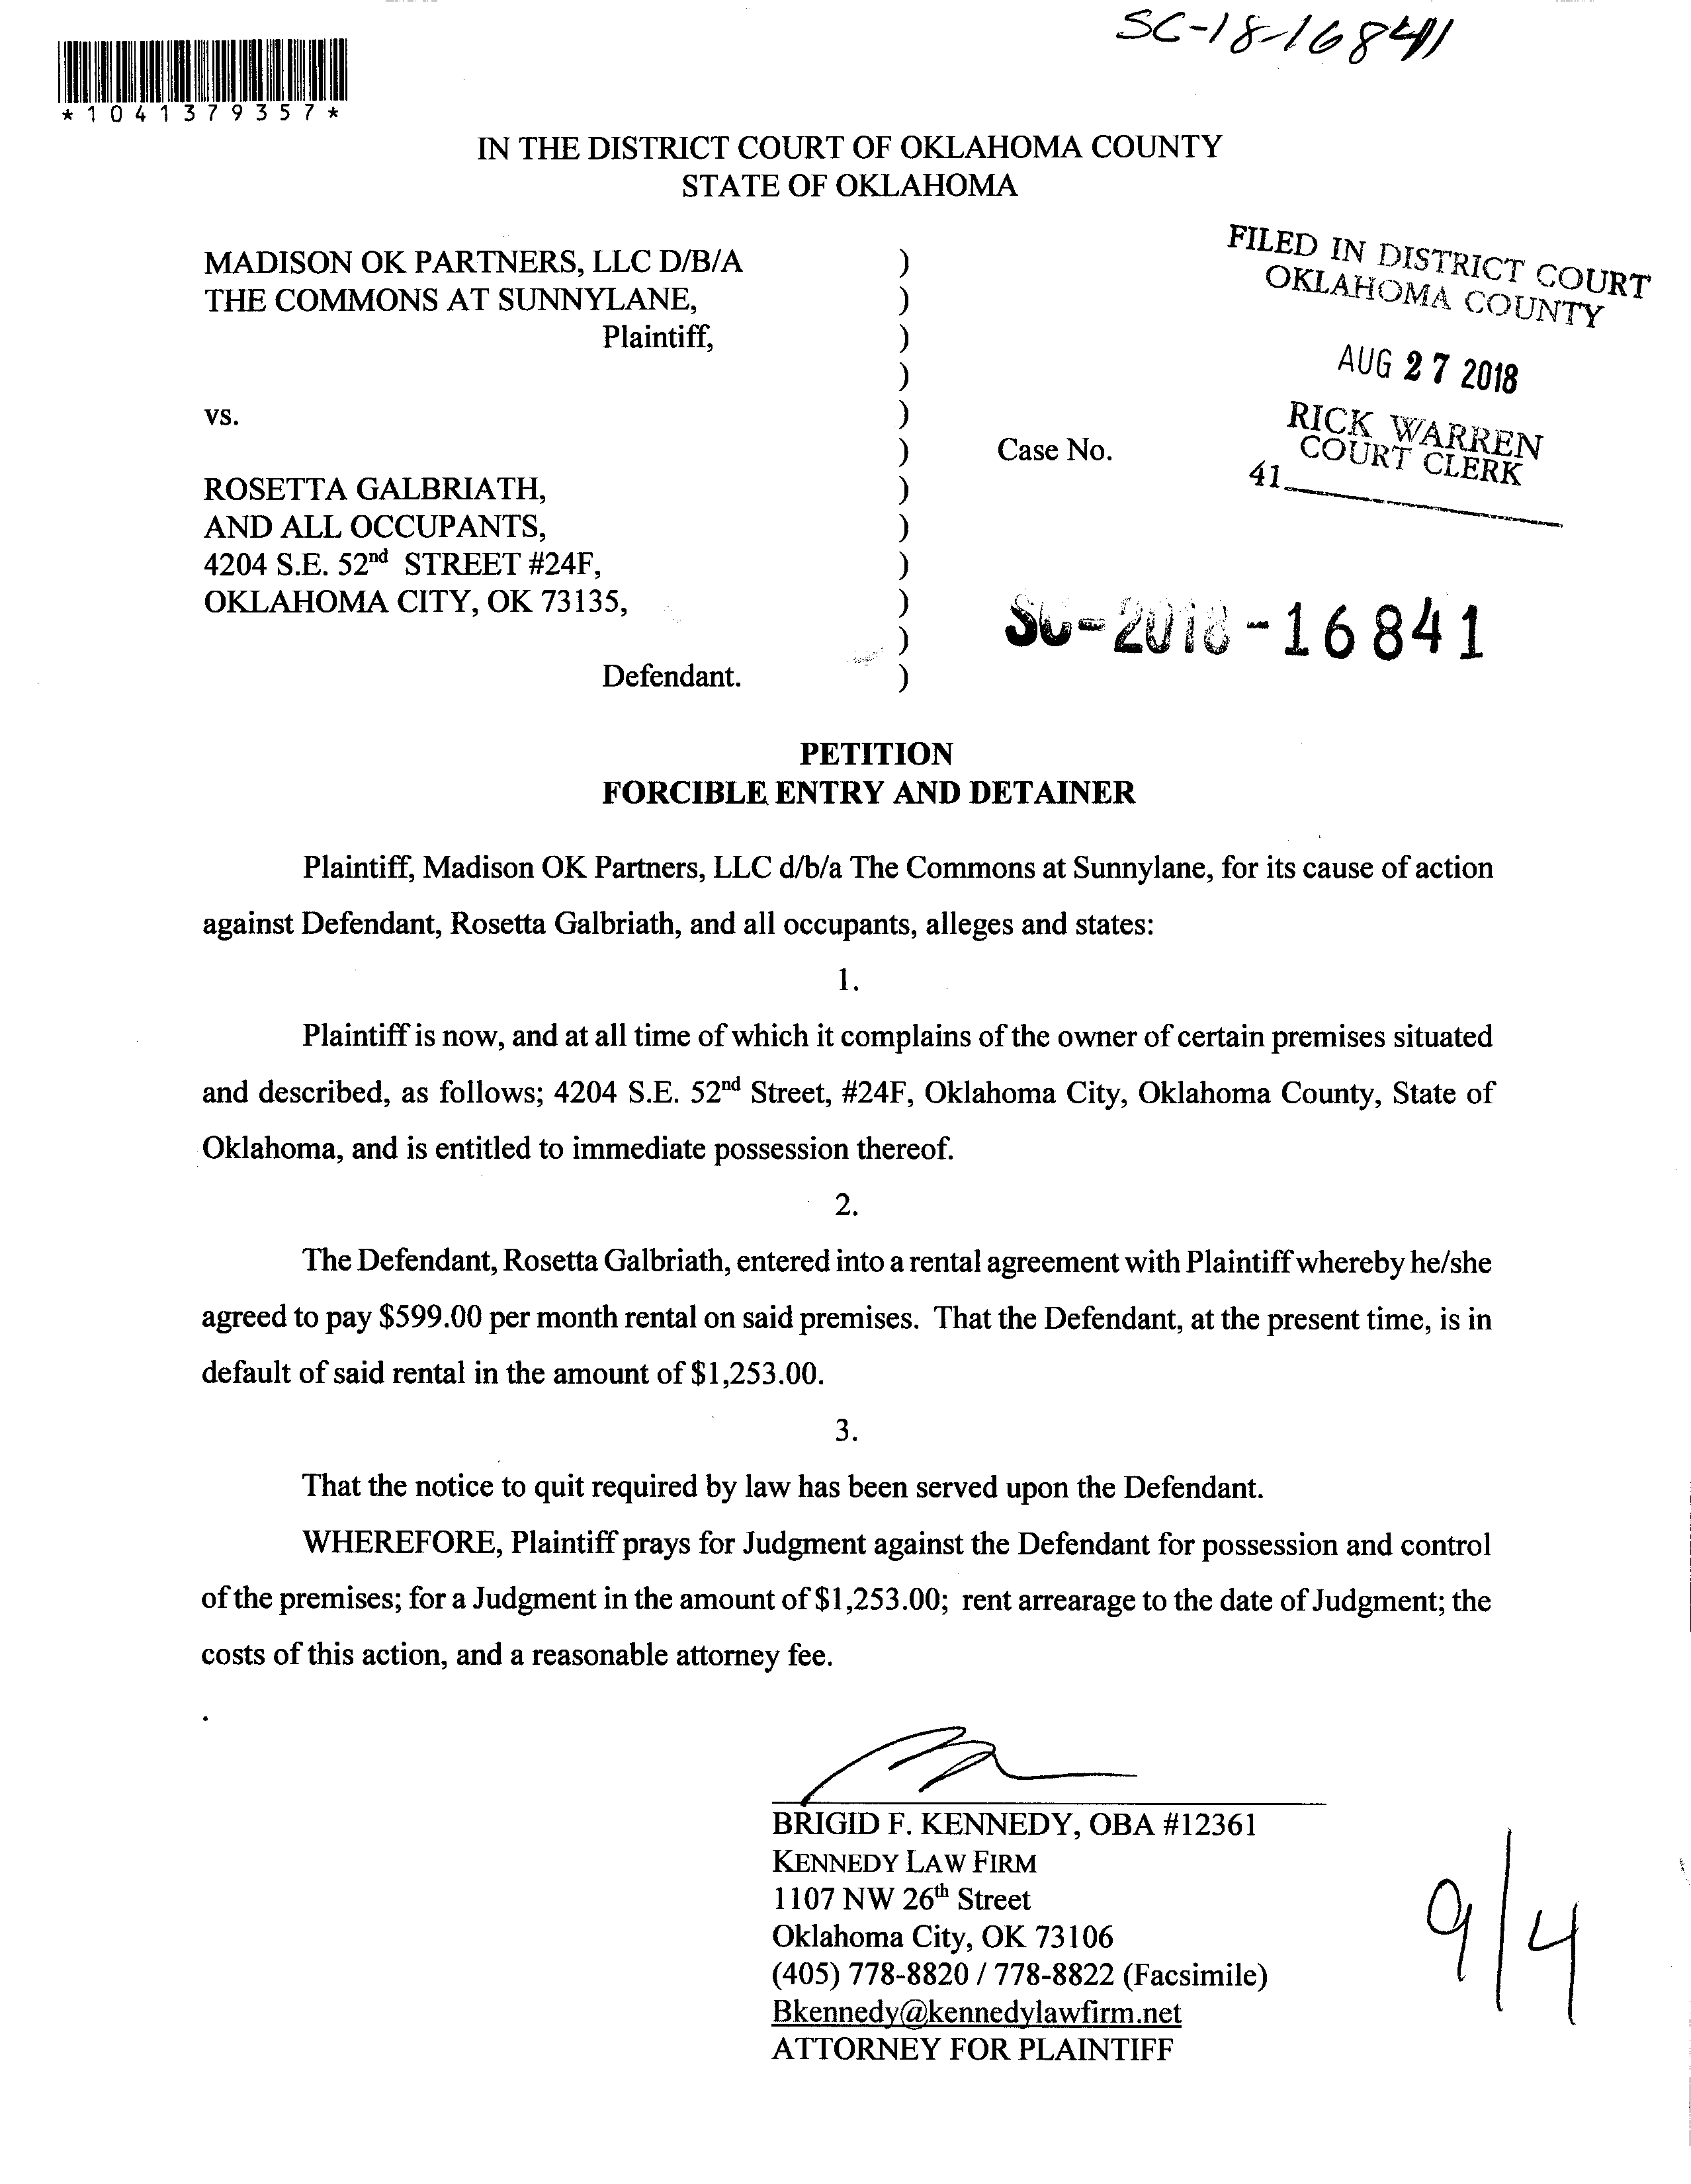 SC-18-16841
*1041379357*
IN THE DISTRICT COURT OF OKLAHOMA COUNTY
STATE OF OKLAHOMA
MADISON OK PARTNERS, LLC D/B/A )
THE COMMONS AT SUNNYLANE, )
Plaintiff, )
)
vs. )
) Case No.
ROSETTA GALBRIATH, )
AND ALL OCCUPANTS, )
4204 S.E. 52nd STREET #24F, )
OKLAHOMA CITY, OK 73135, )
)
Defendant. )
FILED IN DISTRICT COURT
OKLAHOMA COUNTY
AUG 27 2018
RICK WARREN
COURT CLERK
41
SC-2018-16841
PETITION
FORCIBLE ENTRY AND DETAINER
Plaintiff, Madison OK Partners, LLC d/b/a The Commons at Sunnylane, for its cause of action
against Defendant, Rosetta Galbriath, and all occupants, alleges and states:
1.
Plaintiff is now, and at all time of which it complains of the owner of certain premises situated
and described, as follows; 4204 S.E. 52nd Street, #24F, Oklahoma City, Oklahoma County, State of
Oklahoma, and is entitled to immediate possession thereof.
2.
The Defendant, Rosetta Galbriath, entered into a rental agreement with Plaintiff whereby he/she
agreed to pay $599.00 per month rental on said premises. That the Defendant, at the present time, is in
default of said rental in the amount of $1,253.00.
3.
That the notice to quit required by law has been served upon the Defendant.
WHEREFORE, Plaintiff prays for Judgment against the Defendant for possession and control
of the premises; for a Judgment in the amount of $1,253.00; rent arrearage to the date of Judgment; the
costs of this action, and a reasonable attorney fee.
.
BRIGID F. KENNEDY, OBA #12361
KENNEDY LAW FIRM
1107 NW 26th Street
Oklahoma City, OK 73106
(405) 778-8820 / 778-8822 (Facsimile)
Bkennedy@kennedylawfirm.net
ATTORNEY FOR PLAINTIFF
9/4